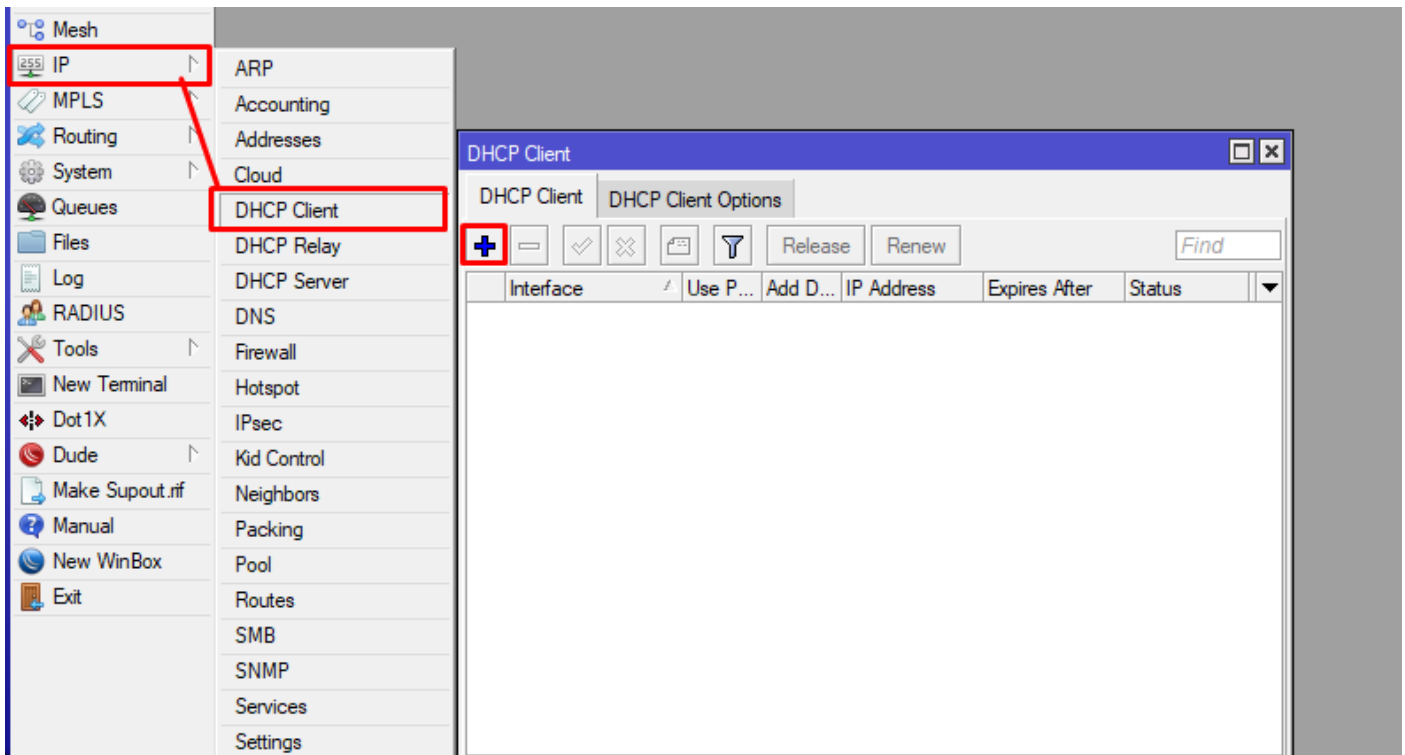 Mesh
IP
MPLS
Routing
System
Queues
Files
Log
RADIUS
Tools
New Terminal
Dot1X
Dude
Make Supout.rif
Manual
New WinBox
Exit
ARP
Accounting
Addresses
Cloud
DHCP Client
DHCP Relay
DHCP Server
DNS
Firewall
Hotspot
IPsec
Kid Control
Neighbors
Packing
Pool
Routes
SMB
SNMP
Services
Settings
DHCP Client
DHCP Client DHCP Client Options
Release Renew Find
Interface Use P... Add D... IP Address Expires After Status
255